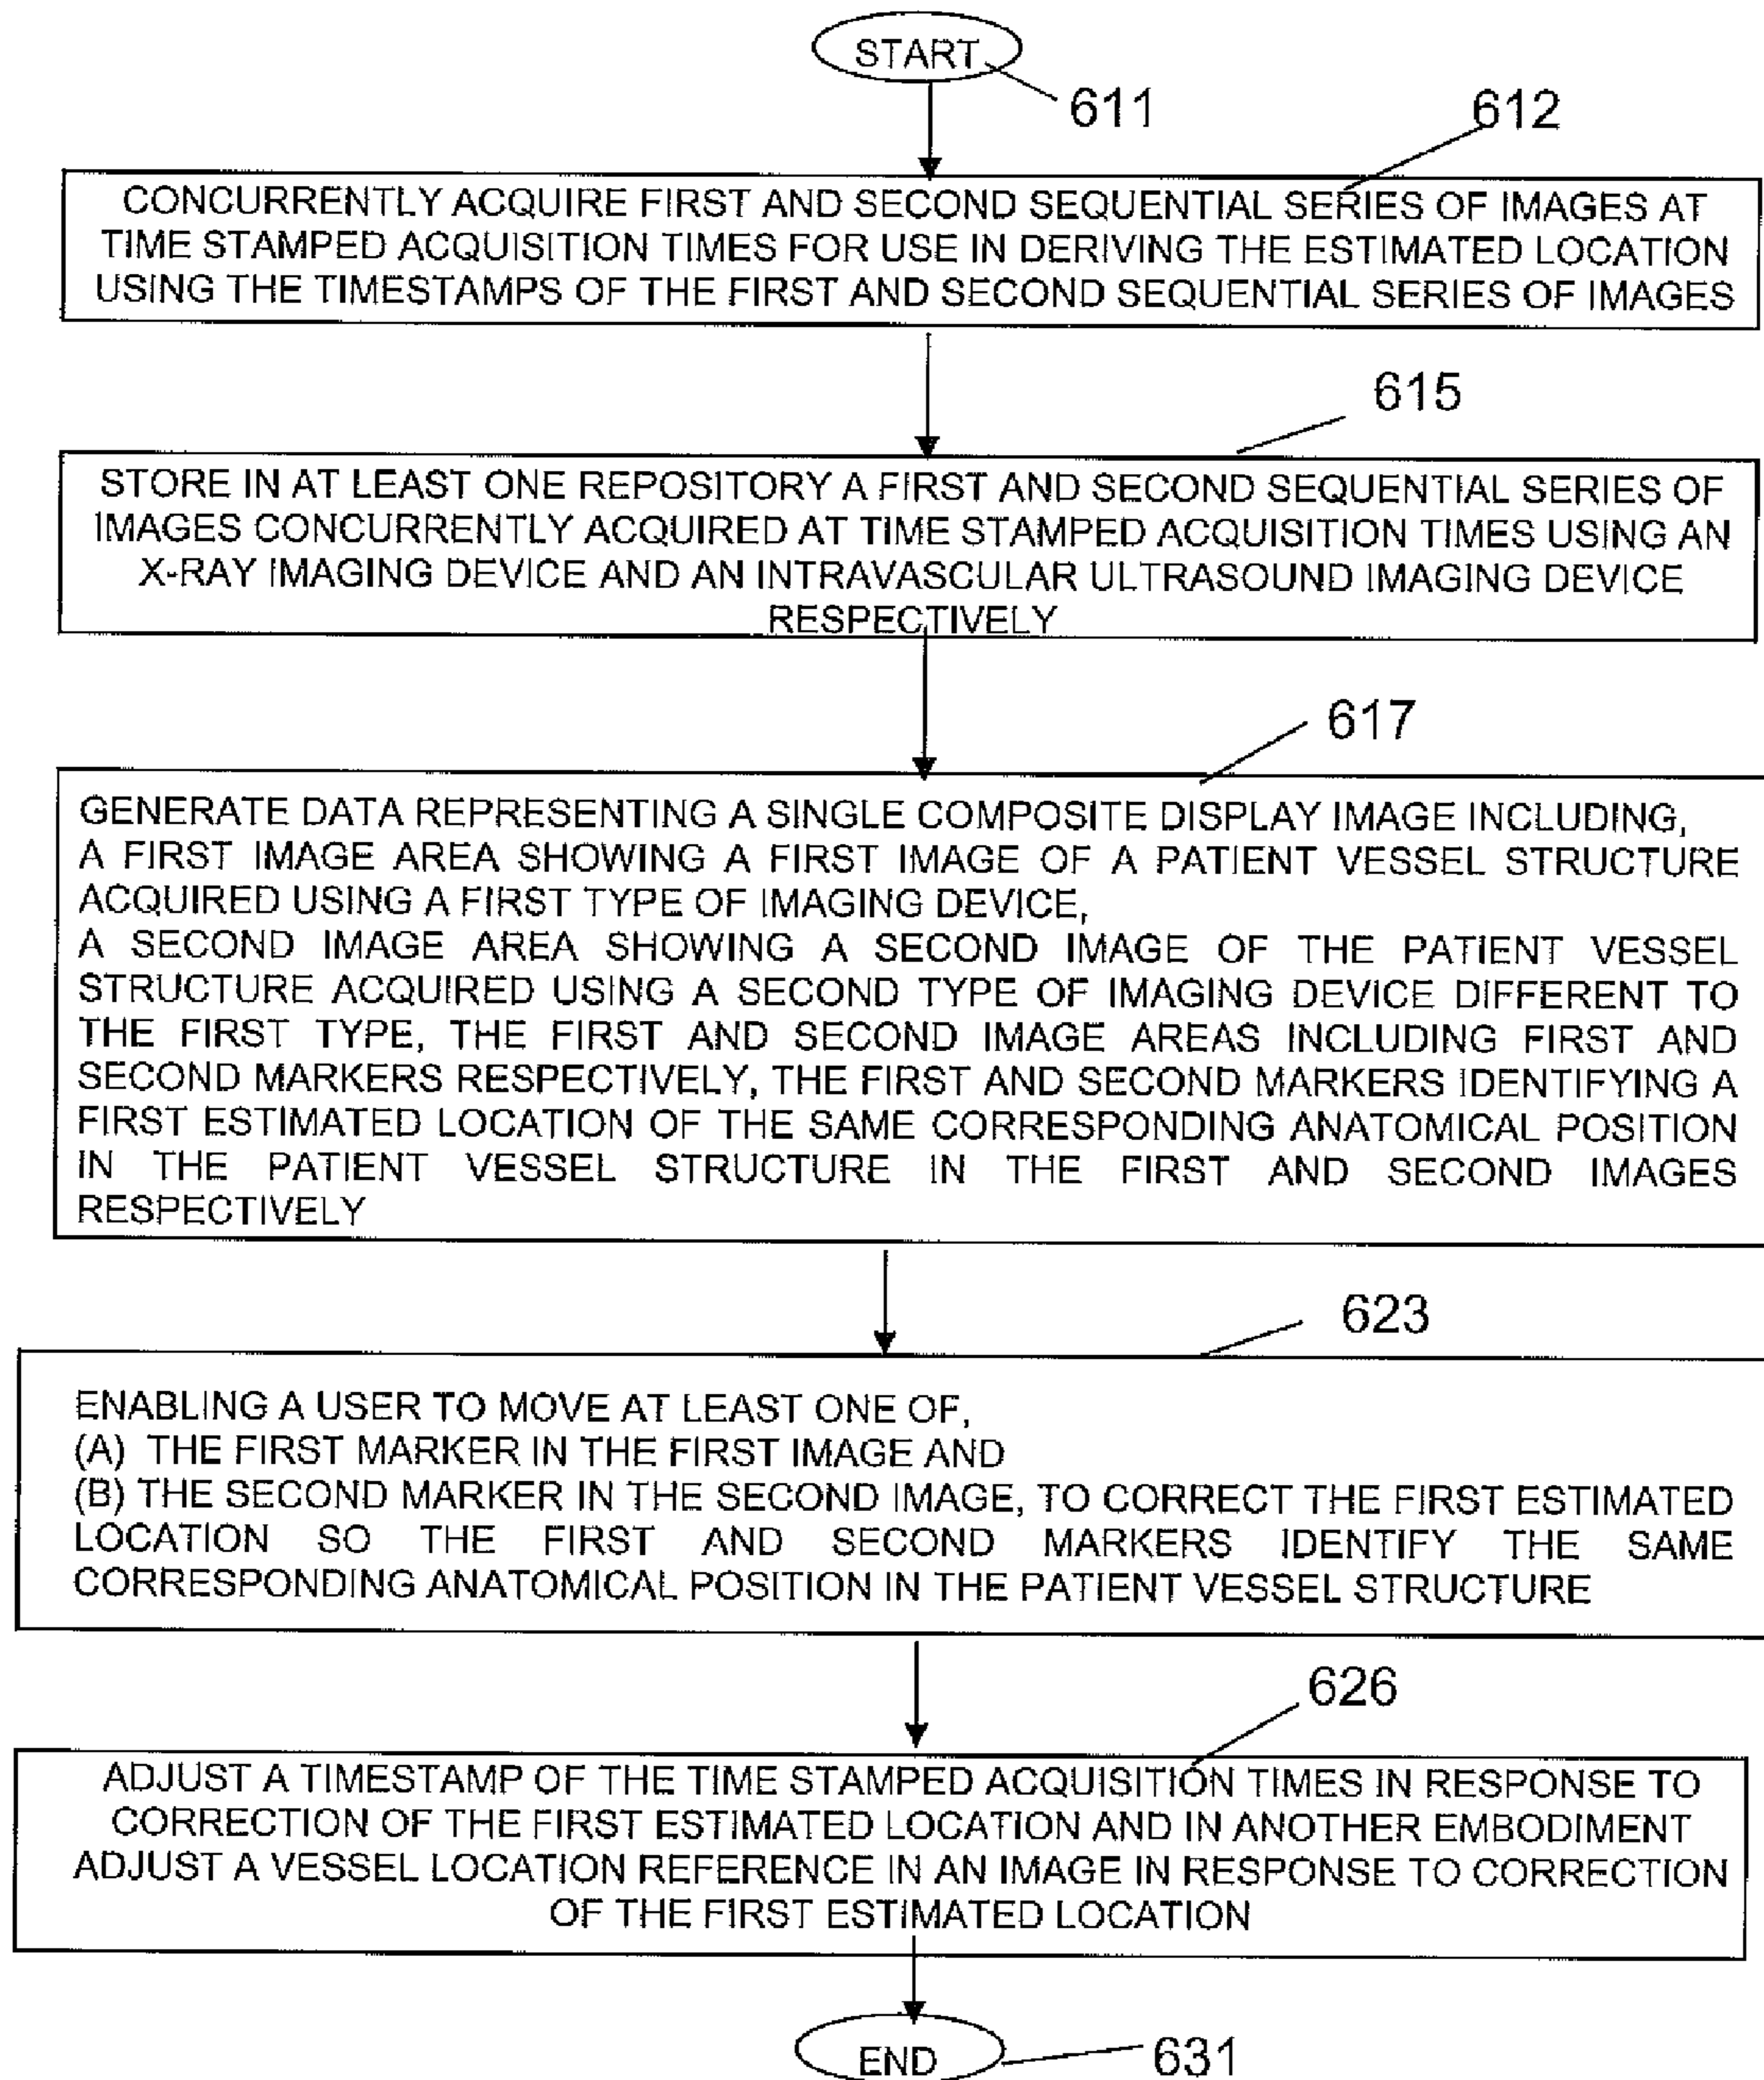 START
611
612
CONCURRENTLY ACQUIRE FIRST AND SECOND SEQUENTIAL SERIES OF IMAGES AT
TIME STAMPED ACQUISITION TIMES FOR USE IN DERIVING THE ESTIMATED LOCATION
USING THE TIMESTAMPS OF THE FIRST AND SECOND SEQUENTIAL SERIES OF IMAGES
615
STORE IN AT LEAST ONE REPOSITORY A FIRST AND SECOND SEQUENTIAL SERIES OF
IMAGES CONCURRENTLY ACQUIRED AT TIME STAMPED ACQUISITION TIMES USING AN
X-RAY IMAGING DEVICE AND AN INTRAVASCULAR ULTRASOUND IMAGING DEVICE
RESPECTIVELY
617
GENERATE DATA REPRESENTING A SINGLE COMPOSITE DISPLAY IMAGE INCLUDING,
A FIRST IMAGE AREA SHOWING A FIRST IMAGE OF A PATIENT VESSEL STRUCTURE
ACQUIRED USING A FIRST TYPE OF IMAGING DEVICE,
A SECOND IMAGE AREA SHOWING A SECOND IMAGE OF THE PATIENT VESSEL
STRUCTURE ACQUIRED USING A SECOND TYPE OF IMAGING DEVICE DIFFERENT TO
THE FIRST TYPE, THE FIRST AND SECOND IMAGE AREAS INCLUDING FIRST AND
SECOND MARKERS RESPECTIVELY, THE FIRST AND SECOND MARKERS IDENTIFYING A
FIRST ESTIMATED LOCATION OF THE SAME CORRESPONDING ANATOMICAL POSITION
IN THE PATIENT VESSEL STRUCTURE IN THE FIRST AND SECOND IMAGES
RESPECTIVELY
623
ENABLING A USER TO MOVE AT LEAST ONE OF,
(A) THE FIRST MARKER IN THE FIRST IMAGE AND
(B) THE SECOND MARKER IN THE SECOND IMAGE, TO CORRECT THE FIRST ESTIMATED
LOCATION SO THE FIRST AND SECOND MARKERS IDENTIFY THE SAME
CORRESPONDING ANATOMICAL POSITION IN THE PATIENT VESSEL STRUCTURE
626
ADJUST A TIMESTAMP OF THE TIME STAMPED ACQUISITION TIMES IN RESPONSE TO
CORRECTION OF THE FIRST ESTIMATED LOCATION AND IN ANOTHER EMBODIMENT
ADJUST A VESSEL LOCATION REFERENCE IN AN IMAGE IN RESPONSE TO CORRECTION
OF THE FIRST ESTIMATED LOCATION
END
631